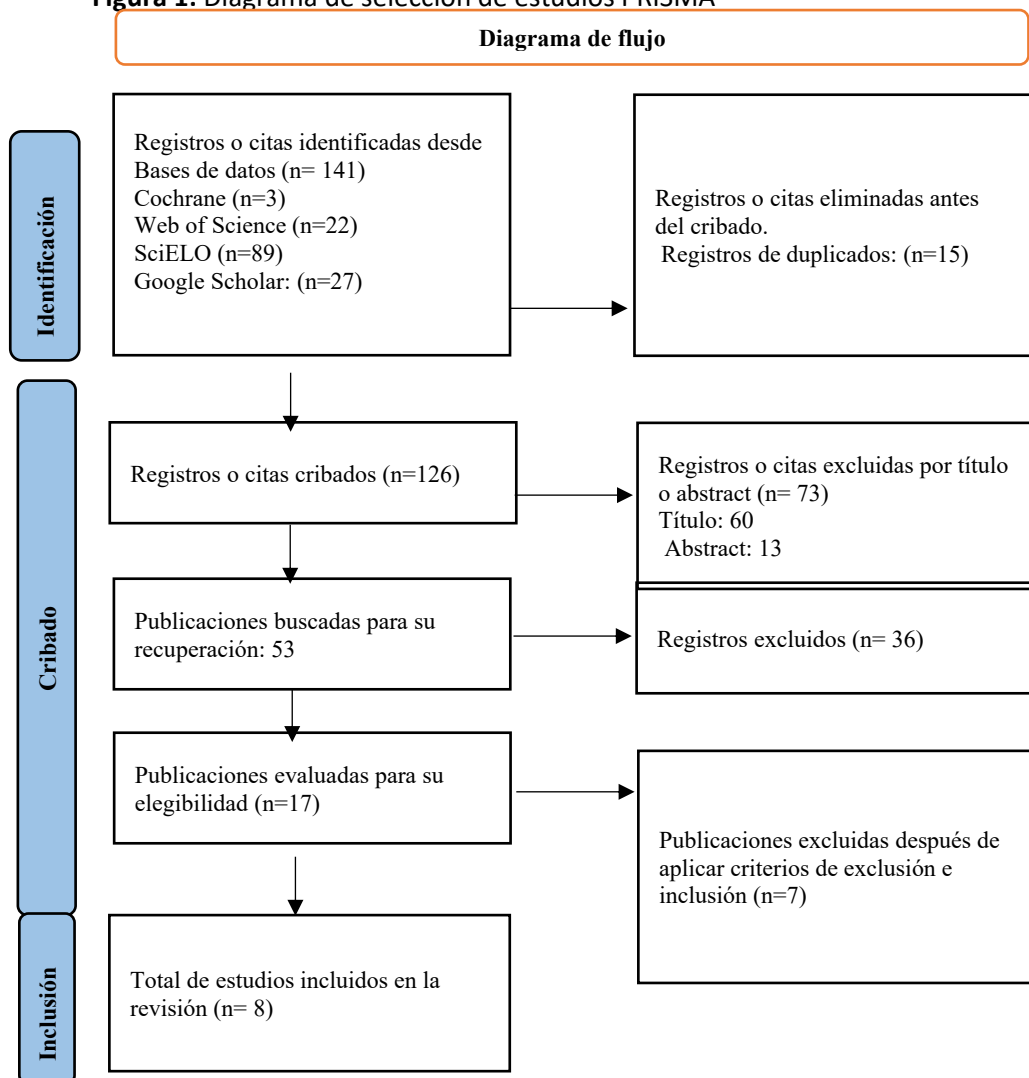 Figura 1: Diagrama de selección de estudios PRISMA
Diagrama de flujo
Identificación
Registros o citas identificadas desde
Bases de datos (n= 141)
Cochrane (n=3)
Web of Science (n=22)
SciELO (n=89)
Google Scholar: (n=27)
Registros o citas eliminadas antes
del cribado.
Registros de duplicados: (n=15)
Cribado
Registros o citas cribados (n=126)
Registros o citas excluidas por título
o abstract (n= 73)
Título: 60
Abstract: 13
Publicaciones buscadas para su
recuperación: 53
Registros excluidos (n= 36)
Publicaciones evaluadas para su
elegibilidad (n=17)
Publicaciones excluidas después de
aplicar criterios de exclusión e
inclusión (n=7)
Inclusión
Total de estudios incluidos en la
revisión (n= 8)